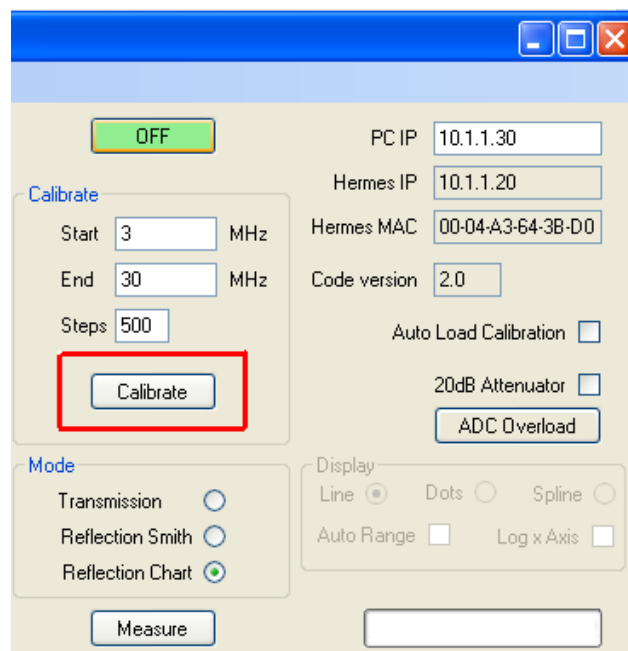 OFF
PC IP 10.1.1.30
Hermes IP 10.1.1.20
Calibrate
Start 3 MHz
Hermes MAC 00-04-A3-64-3B-D0
End 30 MHz
Code version 2.0
Steps 500
Auto Load Calibration
Calibrate
20dB Attenuator
ADC Overload
Mode
Transmission
Reflection Smith
Reflection Chart
Display
Line Dots Spline
Auto Range Log x Axis
Measure